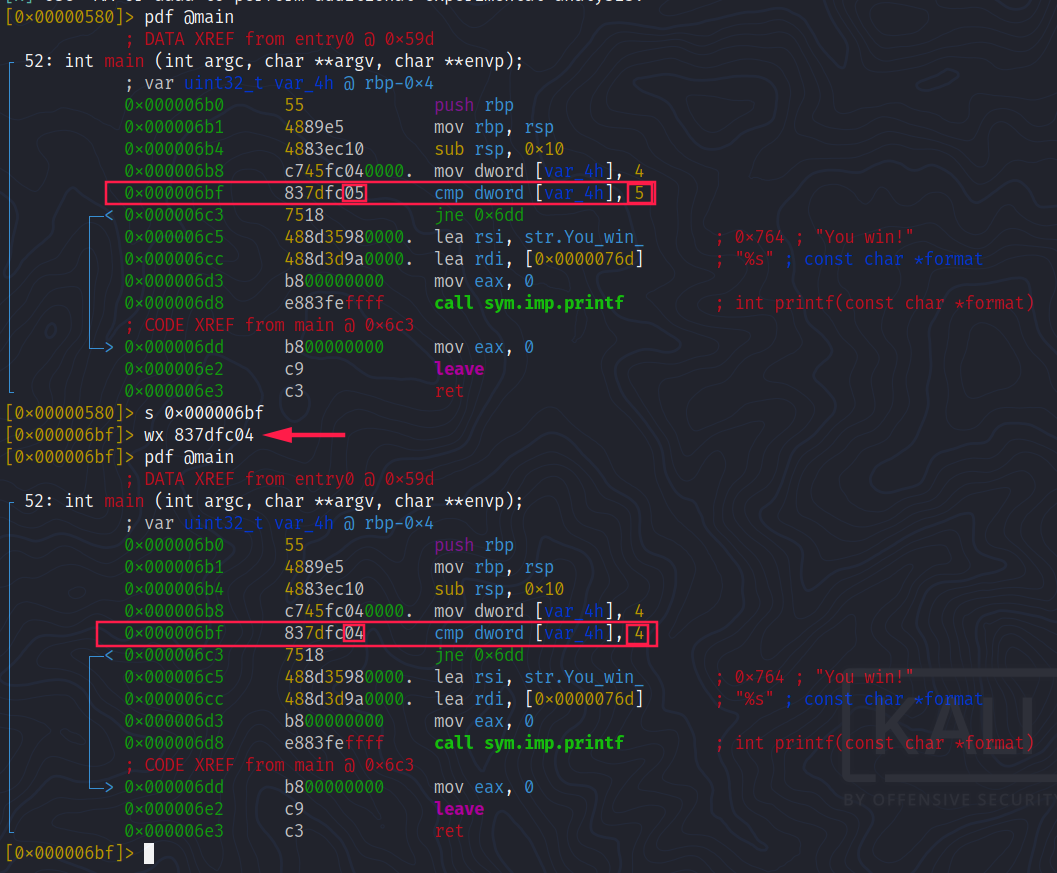 [0×00000580]> pdf @main
; DATA XREF from entry0 @ 0×59d
52: int main (int argc, char **argv, char **envp);
; var uint32_t var_4h @ rbp-0×4
0×000006b0 55 push rbp
0×000006b1 4889e5 mov rbp, rsp
0×000006b4 4883ec10 sub rsp, 0×10
0×000006b8 c745fc040000. mov dword [var_4h], 4
0×000006bf 837dfc05 cmp dword [var_4h], 5
0×000006c3 7518 jne 0×6dd
0×000006c5 488d35980000. lea rsi, str.You_win_ ; 0×764 ; "You win!"
0×000006cc 488d3d9a0000. lea rdi, [0×0000076d] ; "%s" ; const char *format
0×000006d3 b800000000 mov eax, 0
0×000006d8 e883feffff call sym.imp.printf ; int printf(const char *format)
; CODE XREF from main @ 0×6c3
0×000006dd b800000000 mov eax, 0
0×000006e2 c9 leave
0×000006e3 c3 ret
[0×00000580]> s 0×000006bf
[0×000006bf]> wx 837dfc04
[0×000006bf]> pdf @main
; DATA XREF from entry0 @ 0×59d
52: int main (int argc, char **argv, char **envp);
; var uint32_t var_4h @ rbp-0×4
0×000006b0 55 push rbp
0×000006b1 4889e5 mov rbp, rsp
0×000006b4 4883ec10 sub rsp, 0×10
0×000006b8 c745fc040000. mov dword [var_4h], 4
0×000006bf 837dfc04 cmp dword [var_4h], 4
0×000006c3 7518 jne 0×6dd
0×000006c5 488d35980000. lea rsi, str.You_win_ ; 0×764 ; "You win!"
0×000006cc 488d3d9a0000. lea rdi, [0×0000076d] ; "%s" ; const char *format
0×000006d3 b800000000 mov eax, 0
0×000006d8 e883feffff call sym.imp.printf ; int printf(const char *format)
; CODE XREF from main @ 0×6c3
0×000006dd b800000000 mov eax, 0
0×000006e2 c9 leave
0×000006e3 c3 ret
[0×000006bf]>
KALI
BY OFFENSIVE SECURITY